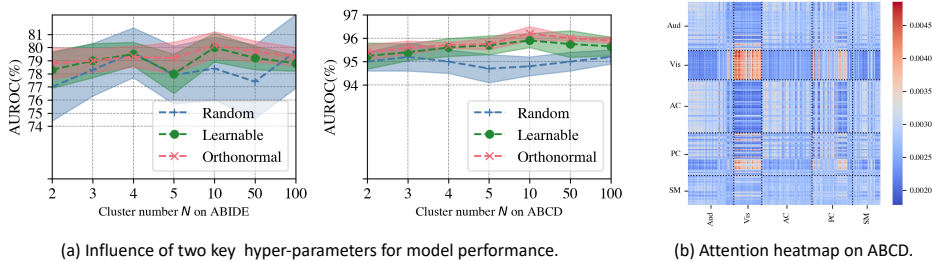 81
80
79
78
77
76
75
74
AUROC(%)
Random
Learnable
Orthonormal
2 3 4 5 10 50 100
Cluster number N on ABIDE
97
96
95
94
AUROC(%)
Random
Learnable
Orthonormal
2 3 4 5 10 50 100
Cluster number N on ABCD
(a) Influence of two key hyper-parameters for model performance.
Aud
Vis
AC
PC
SM
Aud Vis AC PC SM
0.0045
0.0040
0.0035
0.0030
0.0025
0.0020
(b) Attention heatmap on ABCD.